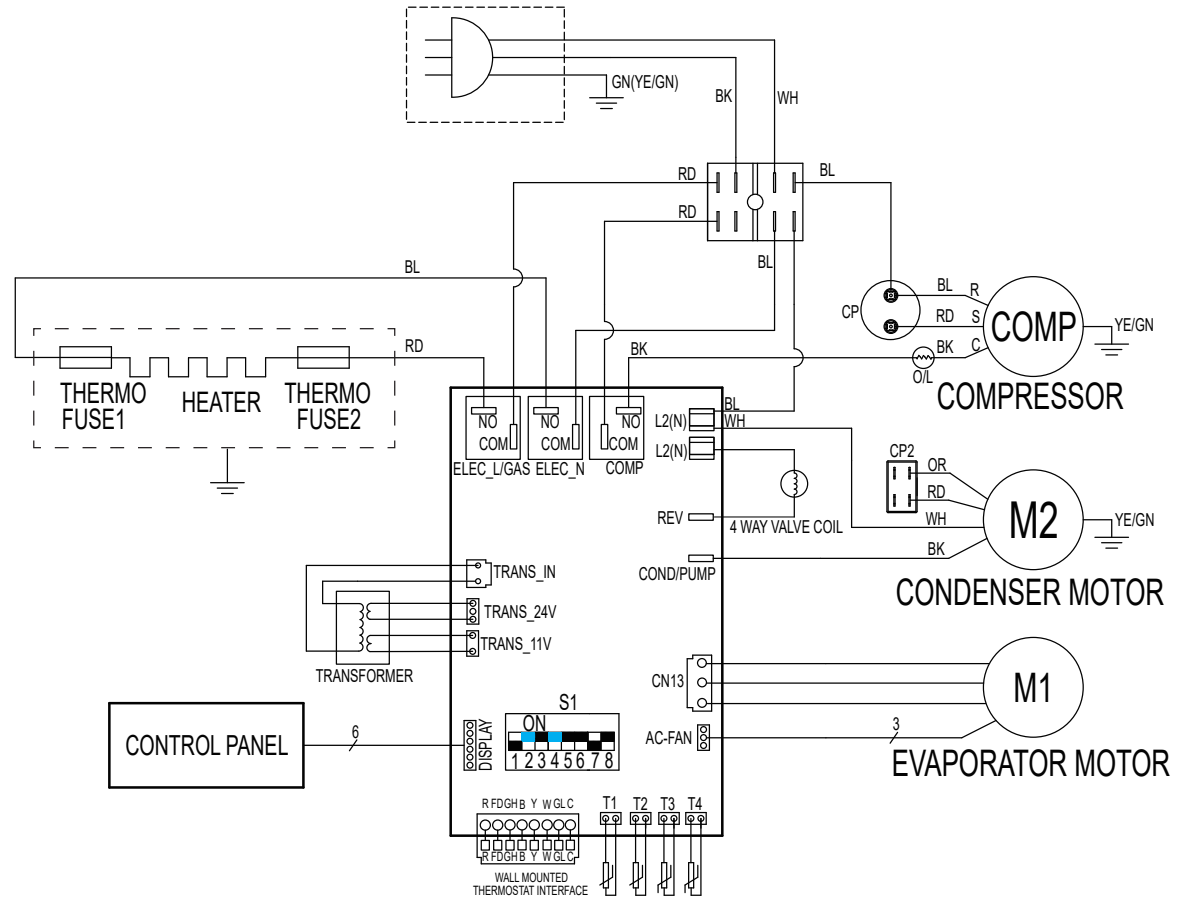 GN(YE/GN)
BK
WH
RD
BL
RD
BL
BL
CP
BL R
RD S
BK C
O/L
COMP
YE/GN
COMPRESSOR
RD
BK
THERMO
FUSE1
HEATER
THERMO
FUSE2
NO
COM
NO
COM
NO
COM
ELEC_L/GAS
ELEC_N
COMP
L2(N)
BL
WH
L2(N)
REV
4 WAY VALVE COIL
COND/PUMP
CP2
OR
RD
WH
BK
M2
YE/GN
CONDENSER MOTOR
TRANS_IN
TRANS_24V
TRANS_11V
TRANSFORMER
CN13
M1
AC-FAN
3
EVAPORATOR MOTOR
CONTROL PANEL
6
DISPLAY
S1
ON
1 2 3 4 5 6 7 8
R F D G H B Y W GL C
R F D G H B Y W GL C
WALL MOUNTED
THERMOSTAT INTERFACE
T1 T2 T3 T4